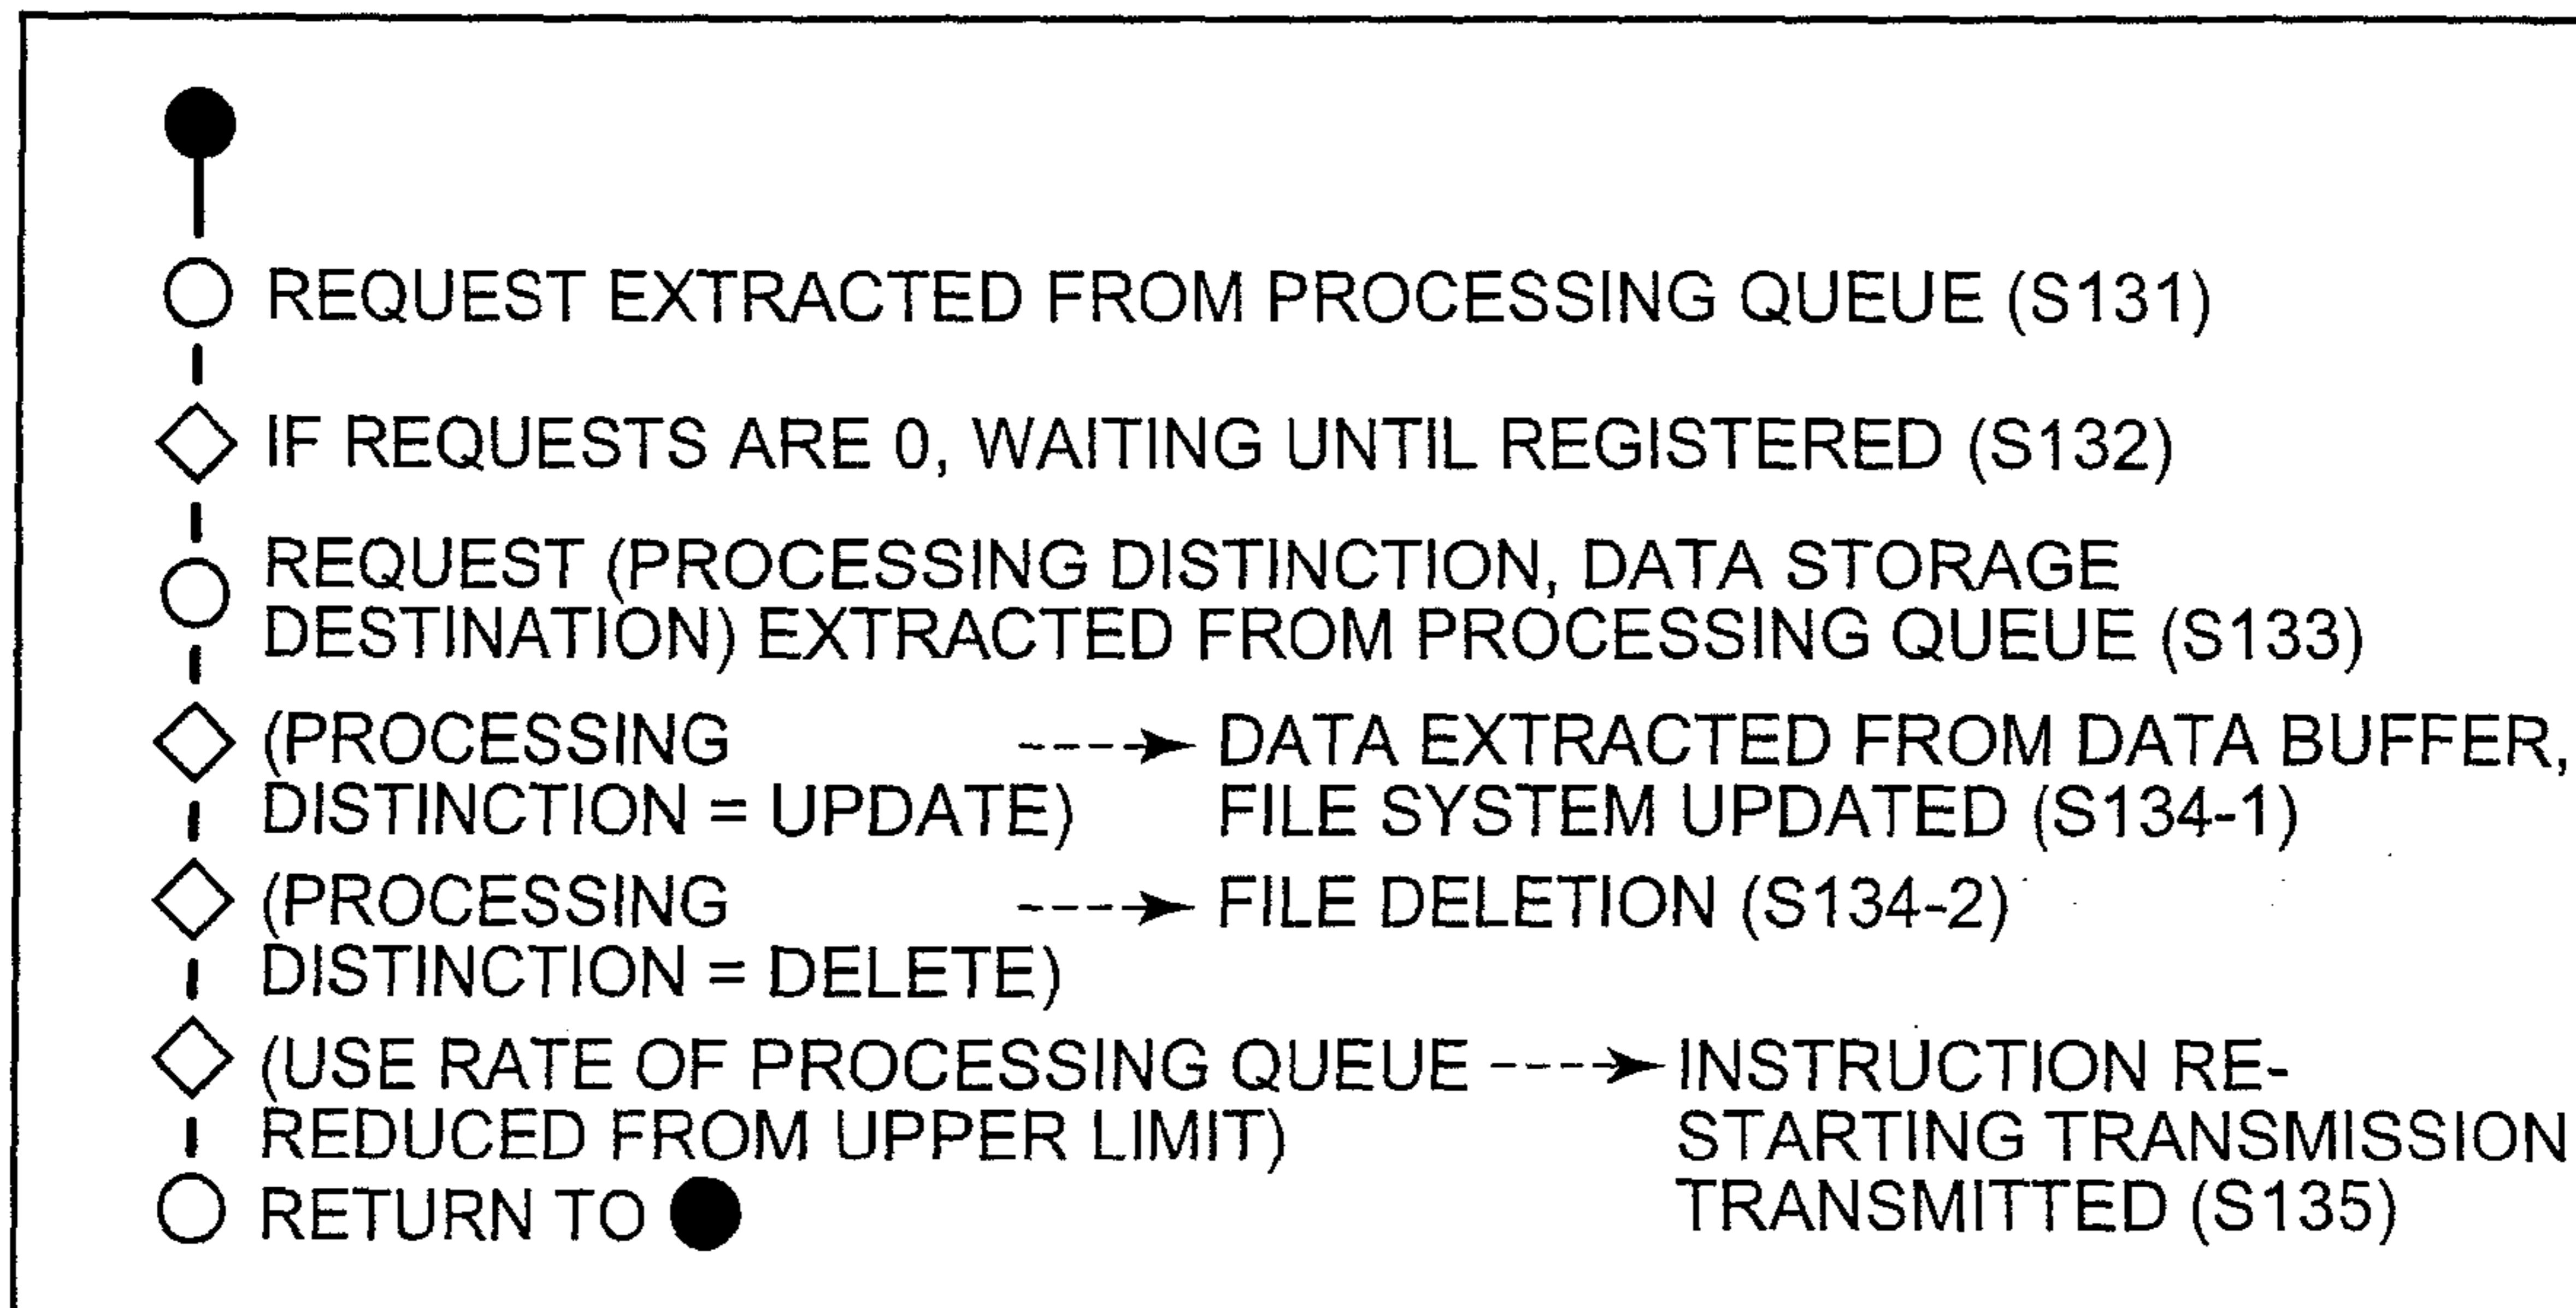 REQUEST EXTRACTED FROM PROCESSING QUEUE (S131)
IF REQUESTS ARE 0, WAITING UNTIL REGISTERED (S132)
REQUEST (PROCESSING DISTINCTION, DATA STORAGE
DESTINATION) EXTRACTED FROM PROCESSING QUEUE (S133)
(PROCESSING
DISTINCTION = UPDATE)
DATA EXTRACTED FROM DATA BUFFER,
FILE SYSTEM UPDATED (S134-1)
(PROCESSING
DISTINCTION = DELETE)
FILE DELETION (S134-2)
(USE RATE OF PROCESSING QUEUE
REDUCED FROM UPPER LIMIT)
INSTRUCTION RE-
STARTING TRANSMISSION
TRANSMITTED (S135)
RETURN TO